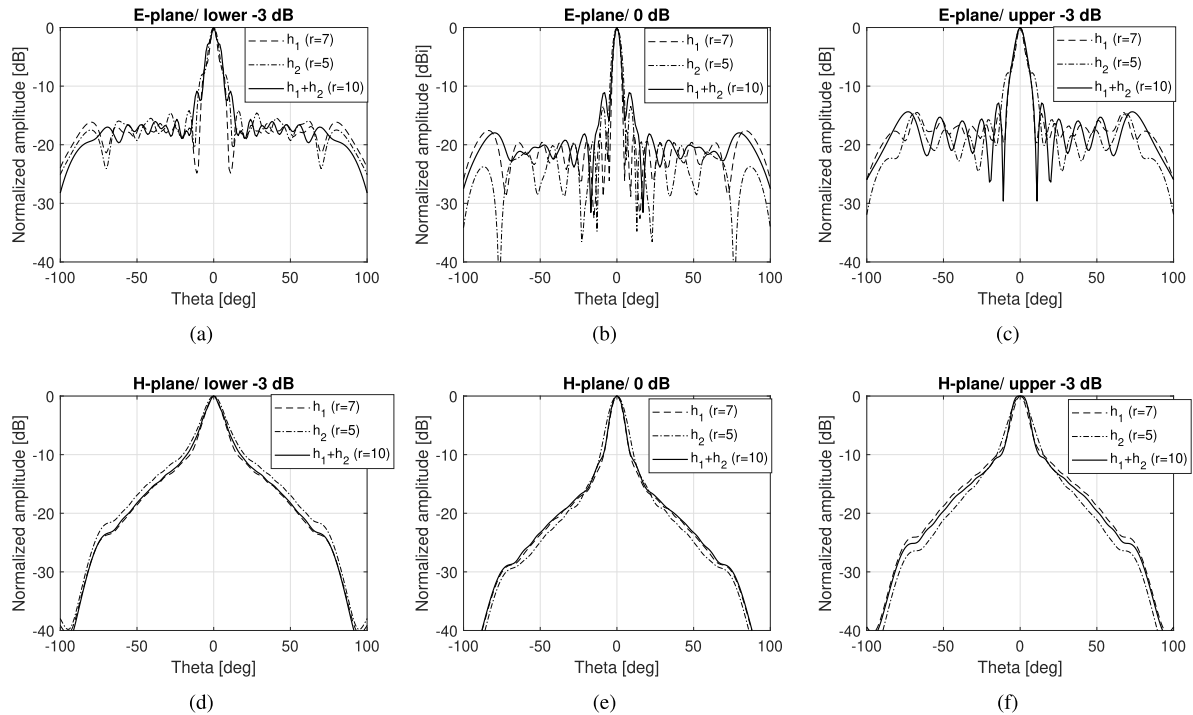 E-plane/ lower -3 dB
Normalized amplitude [dB]
0
-10
-20
-30
-40
h1 (r=7)
h2 (r=5)
h1+h2 (r=10)
-100
-50
0
50
100
Theta [deg]
(a)
E-plane/ 0 dB
Normalized amplitude [dBi]
0
-10
-20
-30
-40
h1 (r=7)
h2 (r=5)
h1+h2 (r=10)
-100
-50
0
50
100
Theta [deg]
(b)
E-plane/ upper -3 dB
Normalized amplitude [dB]
0
-10
-20
-30
-40
h1 (r=7)
h2 (r=5)
h1+h2 (r=10)
-100
-50
0
50
100
Theta [deg]
(c)
H-plane/ lower -3 dB
Normalized amplitude [dB]
0
-10
-20
-30
-40
h1 (r=7)
h2 (r=5)
h1+h2 (r=10)
-100
-50
0
50
100
Theta [deg]
(d)
H-plane/ 0 dB
Normalized amplitude [dB]
0
-10
-20
-30
-40
h1 (r=7)
h2 (r=5)
h1+h2 (r=10)
-100
-50
0
50
100
Theta [deg]
(e)
H-plane/ upper -3 dB
Normalized amplitude [dB]
0
-10
-20
-30
-40
h1 (r=7)
h2 (r=5)
h1+h2 (r=10)
-100
-50
0
50
100
Theta [deg]
(f)